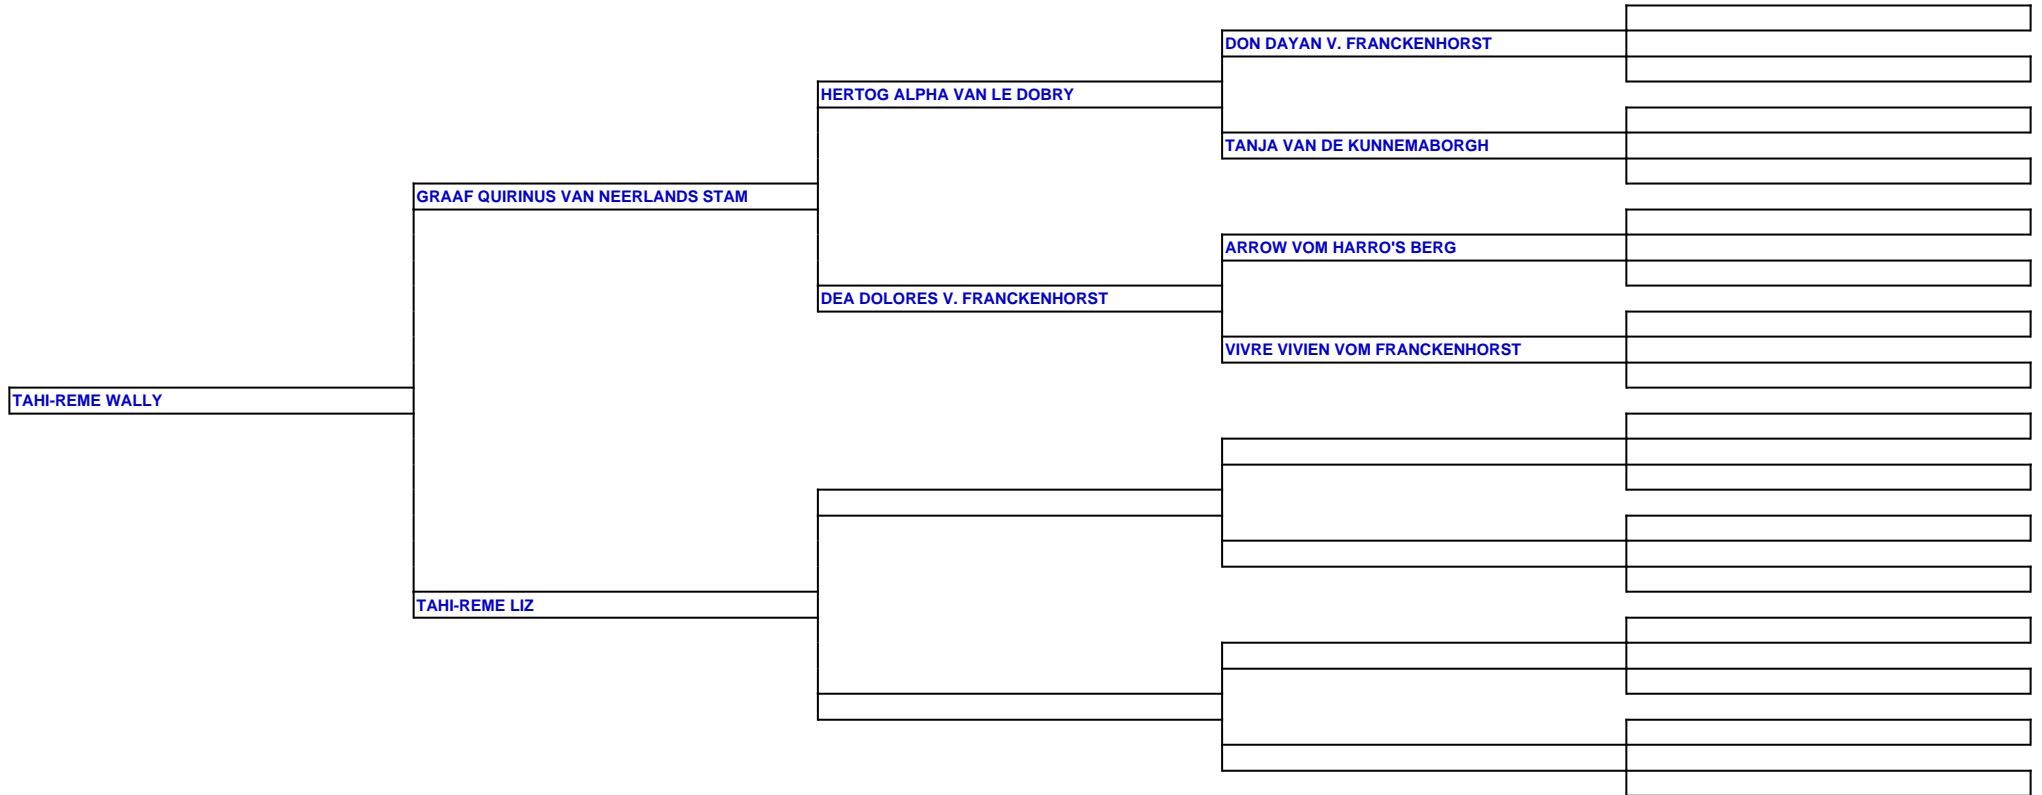 DON DAYAN V. FRANCKENHORST
HERTOG ALPHA VAN LE DOBRY
TANJA VAN DE KUNNEMABORGH
GRAAF QUIRINUS VAN NEERLANDS STAM
ARROW VOM HARRO'S BERG
DEA DOLORES V. FRANCKENHORST
VIVRE VIVIEN VOM FRANCKENHORST
TAHI-REME WALLY
TAHI-REME LIZ